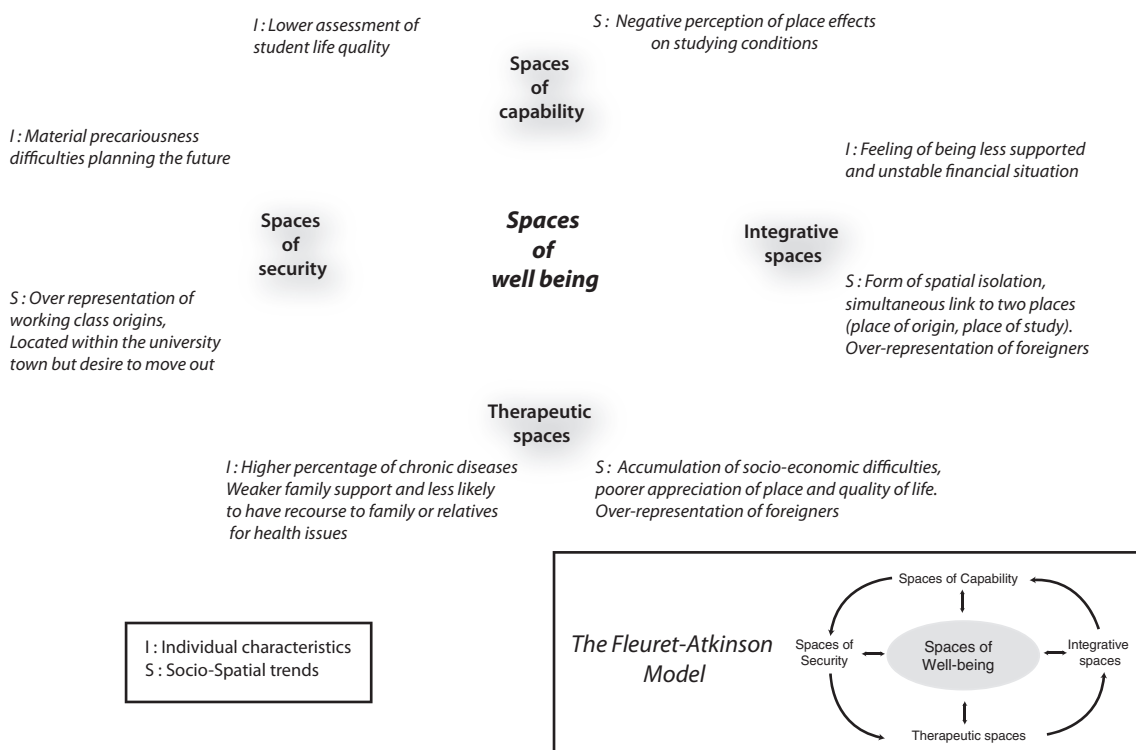 I : Lower assessment of
student life quality
S :  Negative perception of place effects
on studying conditions
Spaces
of
capability
I : Material precariousness
difficulties planning the future
I : Feeling of being less supported
and unstable financial situation
Spaces
of
security
Spaces
of
well being
Integrative
spaces
S : Over representation of
working class origins,
Located within the university
town but desire to move out
S : Form of spatial isolation,
simultaneous link to two places
(place of origin, place of study).
Over-representation of foreigners
Therapeutic
spaces
I : Higher percentage of chronic diseases
Weaker family support and less likely
to have recourse to family or relatives
for health issues
S :  Accumulation of socio-economic difficulties,
poorer appreciation of place and quality of life.
Over-representation of foreigners
I : Individual characteristics
S : Socio-Spatial trends
The Fleuret-Atkinson
Model
Spaces of Capability
Spaces of
Security
Spaces of
Well-being
Integrative
spaces
Therapeutic spaces